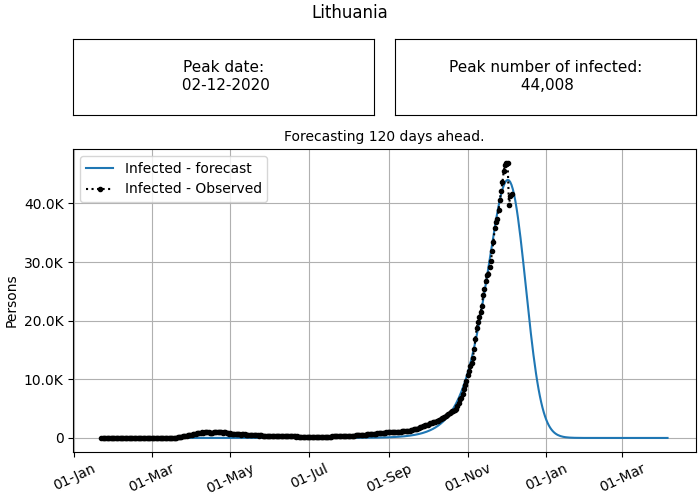 Lithuania
Peak date:
02-12-2020
Peak number of infected:
44,008
Forecasting 120 days ahead.
Infected - forecast
Infected - Observed
Persons
40.0K
30.0K
20.0K
10.0K
0
01-Jan
01-Mar
01-May
01-Jul
01-Sep
01-Nov
01-Jan
01-Mar